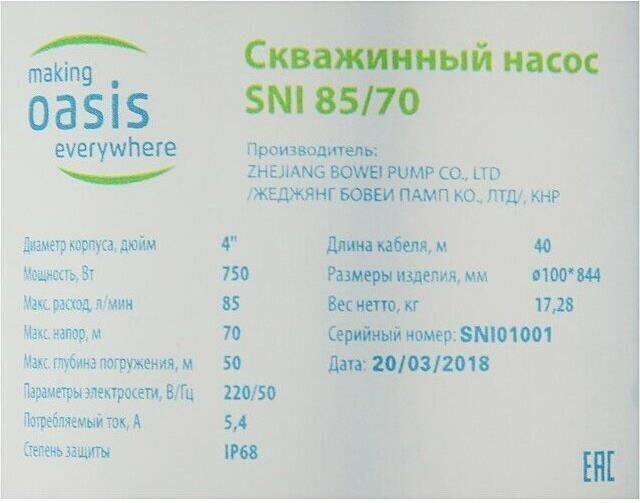 making
oasis
everywhere
Скважинный насос
SNI 85/70
Производитель:
ZHEJIANG BOWEI PUMP CO., LTD
/ЖЕДЖЯНГ БОВЕИ ПАМП КО., ЛТД/, КНР
Диаметр корпуса, дюйм 4"
Мощность, Вт 750
Макс. расход, л/мин 85
Макс. напор, м 70
Макс. глубина погружения, м 50
Параметры электросети, В/Гц 220/50
Потребляемый ток, А 5,4
Степень защиты IP68
Длина кабеля, м 40
Размеры изделия, мм ø100*844
Вес нетто, кг 17,28
Серийный номер: SNI01001
Дата: 20/03/2018
EAC